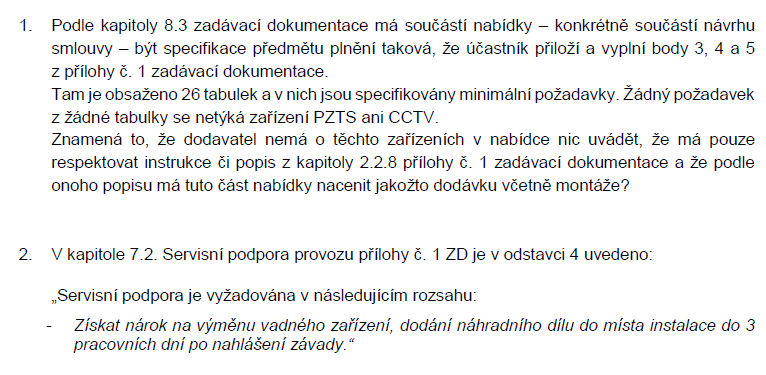 1. Podle kapitoly 8.3 zadávací dokumentace má součástí nabídky – konkrétně součástí návrhu
smlouvy – být specifikace předmětu plnění taková, že účastník přiloží a vyplní body 3, 4 a 5
z přílohy č. 1 zadávací dokumentace.
Tam je obsaženo 26 tabulek a v nich jsou specifikovány minimální požadavky. Žádný požadavek
z žádné tabulky se netýká zařízení PZTS ani CCTV.
Znamená to, že dodavatel nemá o těchto zařízeních v nabídce nic uvádět, že má pouze
respektovat instrukce či popis z kapitoly 2.2.8 přílohy č. 1 zadávací dokumentace a že podle
onoho popisu má tuto část nabídky nacenit jakožto dodávku včetně montáže?
2. V kapitole 7.2. Servisní podpora provozu přílohy č. 1 ZD je v odstavci 4 uvedeno:
„Servisní podpora je vyžadována v následujícím rozsahu:
- Získat nárok na výměnu vadného zařízení, dodání náhradního dílu do místa instalace do 3
pracovních dní po nahlášení závady.“